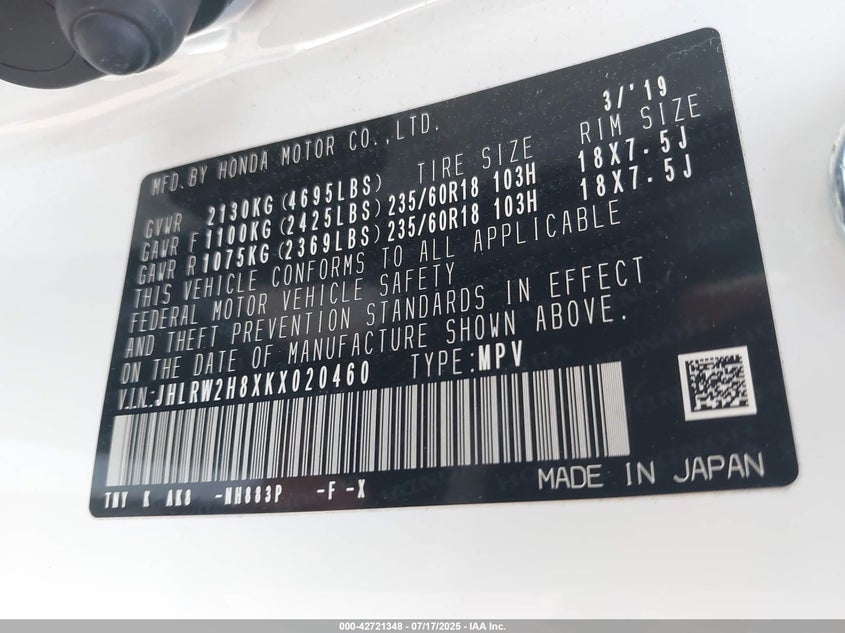 MFD.BY HONDA MOTOR CO.,LTD. 3/'19
TIRE SIZE RIM SIZE
GVWR 2130KG (4695LBS)
GAWR F 1100KG (2425LBS) 235/60R18 103H 18X7.5J
GAWR R 1075KG (2369LBS) 235/60R18 103H 18X7.5J
THIS VEHICLE CONFORMS TO ALL APPLICABLE
FEDERAL MOTOR VEHICLE SAFETY
AND THEFT PREVENTION STANDARDS IN EFFECT
ON THE DATE OF MANUFACTURE SHOWN ABOVE.
V.I.N:JHLRW2H8XKX020460 TYPE:MPV
TNY K AK8 -NH883P -F -X
MADE IN JAPAN
000-42721348 - 07/17/2025 - IAA Inc.